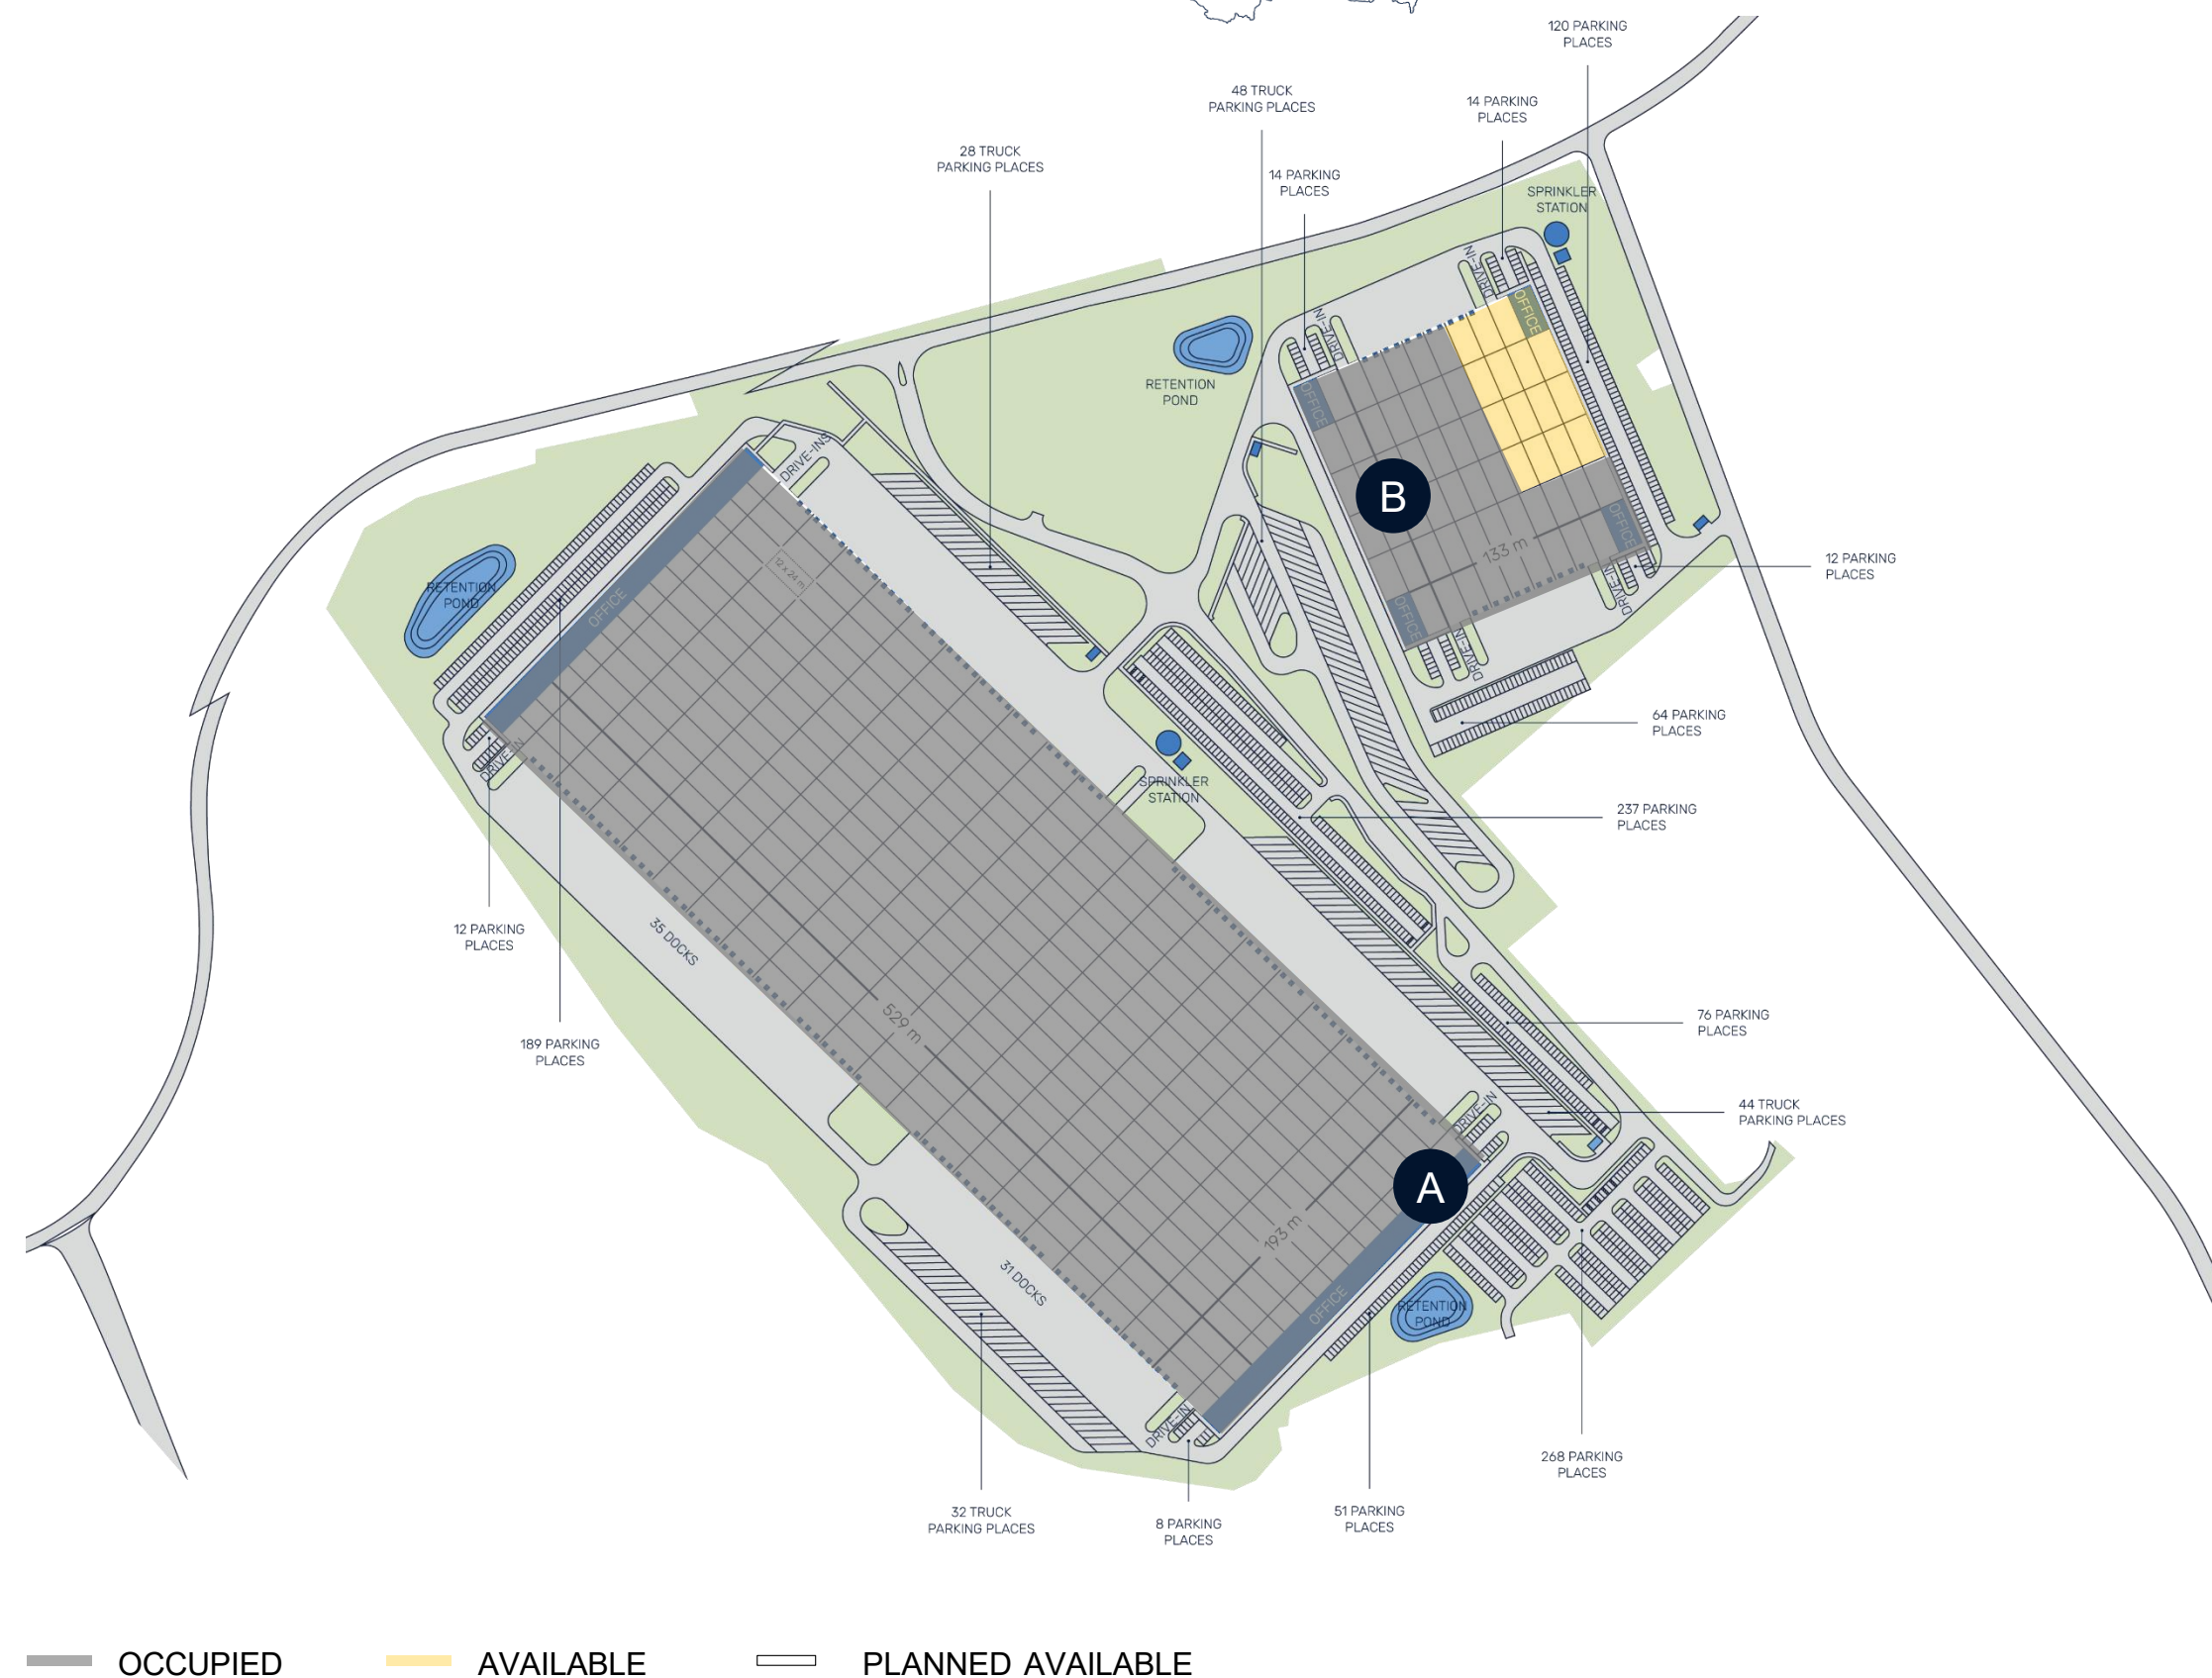 120 PARKING
PLACES
48 TRUCK
PARKING PLACES
14 PARKING
PLACES
28 TRUCK
PARKING PLACES
14 PARKING
PLACES
SPRINKLER
STATION
DRIVE-IN
OFFICE
DRIVE-IN
OFFICE
RETENTION
POND
DRIVE-INS
B
OFFICE
133 m
12 x 24 m
RETENTION
POND
OFFICE
12 PARKING
PLACES
DRIVE-IN
OFFICE
DRIVE-IN
64 PARKING
PLACES
DRIVE-IN
SPRINKLER
STATION
237 PARKING
PLACES
12 PARKING
PLACES
35 DOCKS
529 m
189 PARKING
PLACES
76 PARKING
PLACES
44 TRUCK
PARKING PLACES
DRIVE-IN
A
193 m
31 DOCKS
OFFICE
RETENTION
POND
DRIVE-IN
268 PARKING
PLACES
32 TRUCK
PARKING PLACES
8 PARKING
PLACES
51 PARKING
PLACES
OCCUPIED
AVAILABLE
PLANNED AVAILABLE